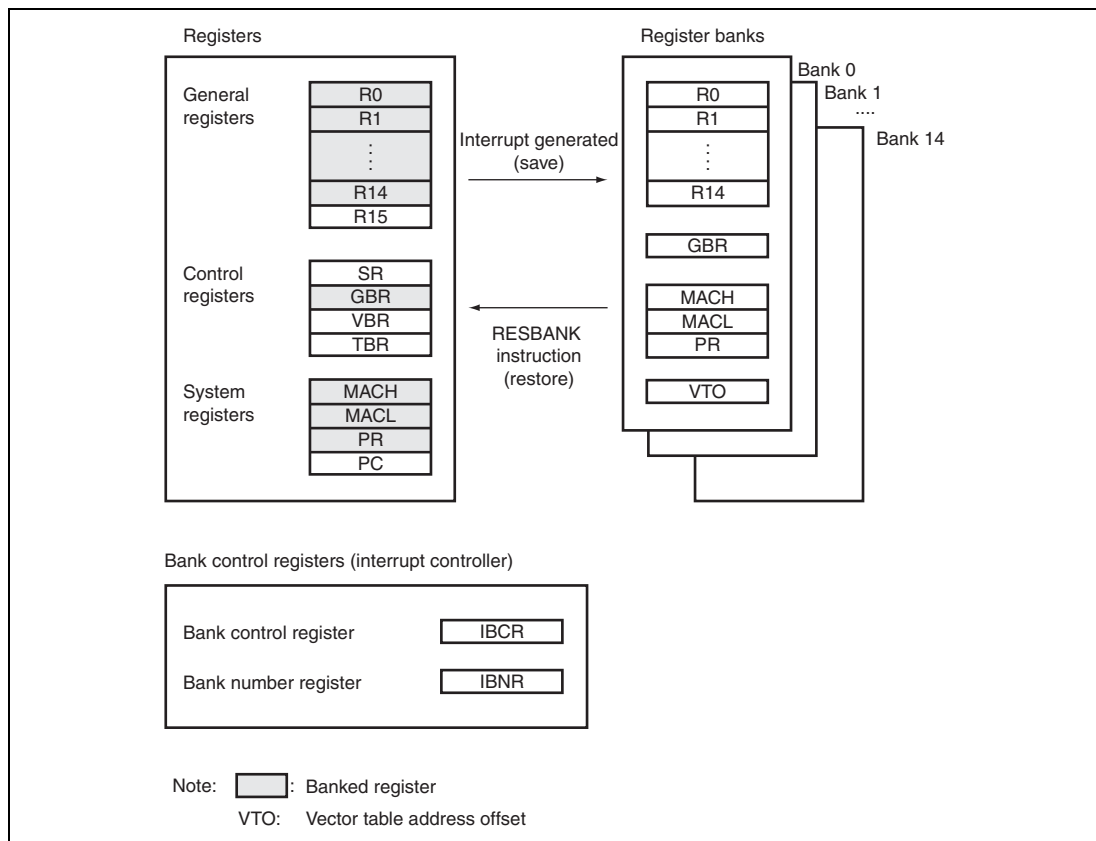 Registers
General
registers
R0
R1
R14
R15
Control
registers
SR
GBR
VBR
TBR
System
registers
MACH
MACL
PR
PC
Interrupt generated
(save)
RESBANK
instruction
(restore)
Register banks
Bank 0
Bank 1
....
Bank 14
R0
R1
R14
GBR
MACH
MACL
PR
VTO
Bank control registers (interrupt controller)
Bank control register IBCR
Bank number register IBNR
Note: : Banked register
VTO: Vector table address offset